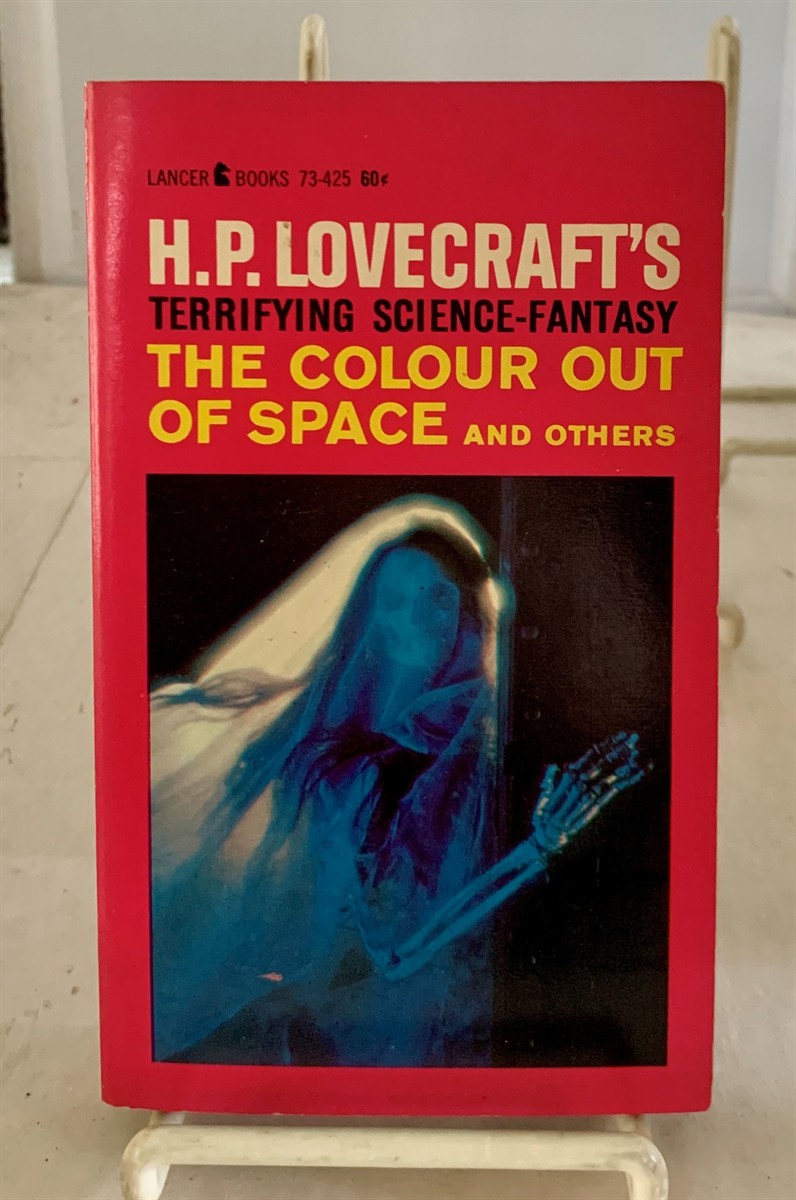 LANCER BOOKS 73-425 60¢
H.P. LOVECRAFT'S
TERRIFYING SCIENCE-FANTASY
THE COLOUR OUT
OF SPACE AND OTHERS